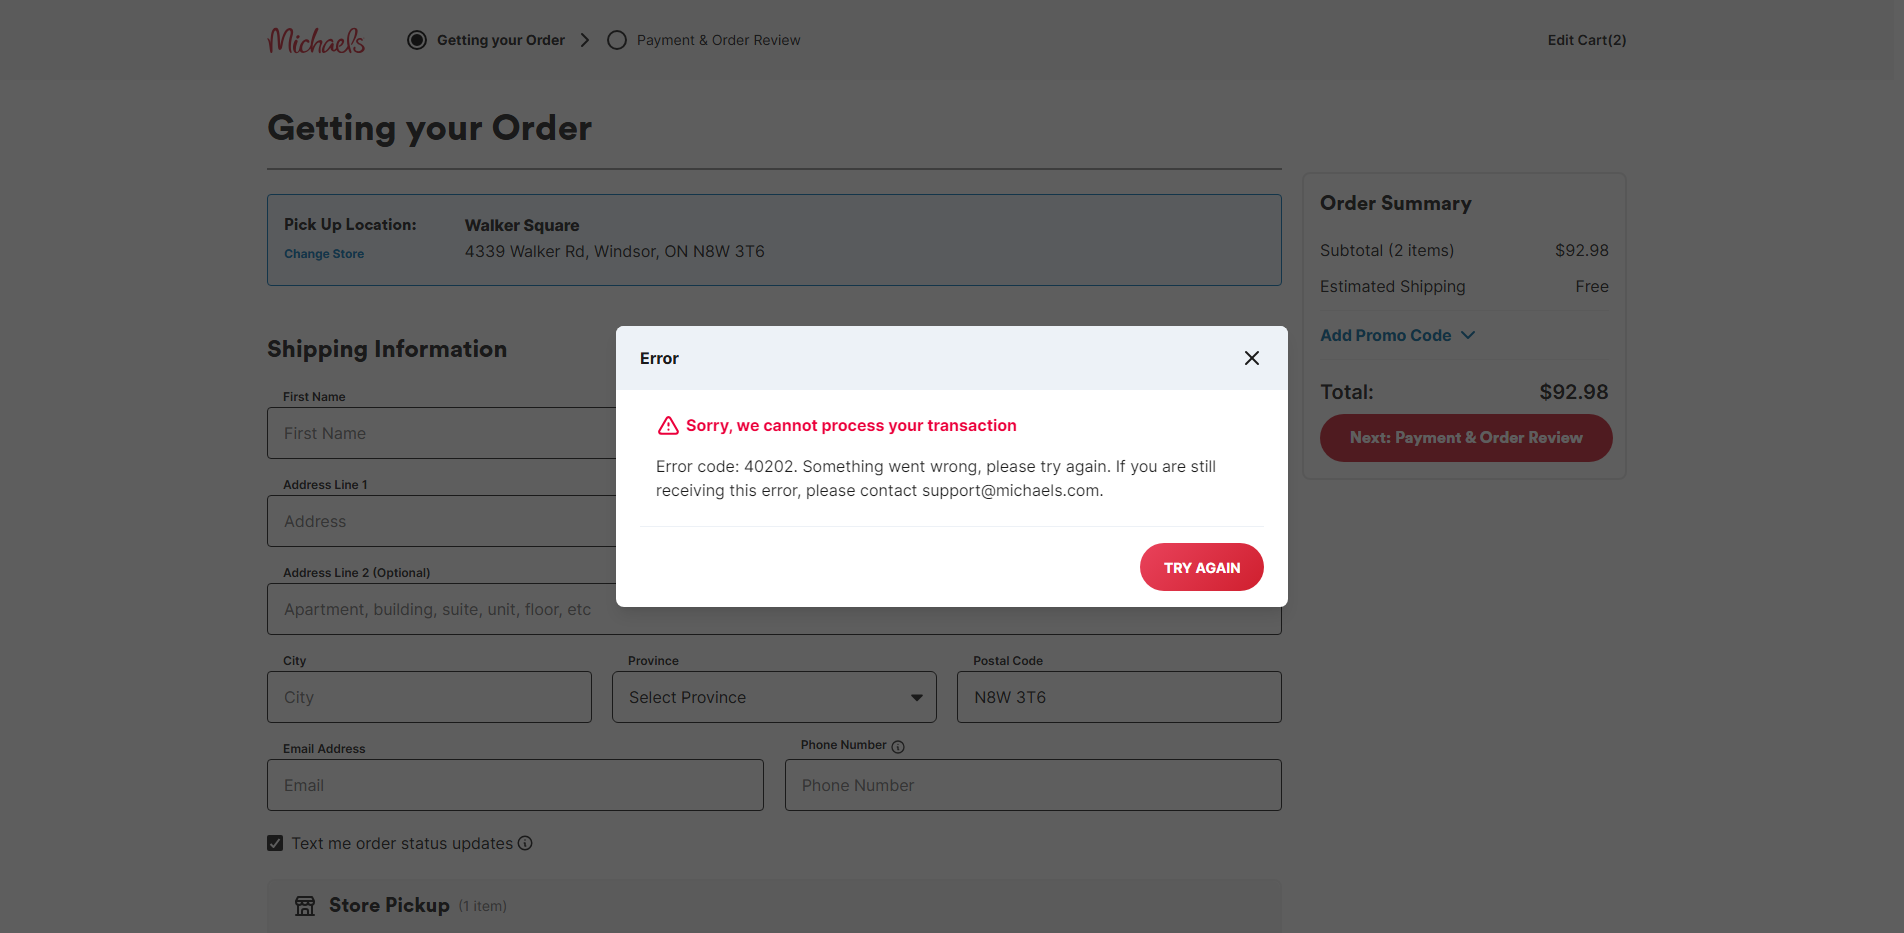 Michaels
Getting your Order
Payment & Order Review
Edit Cart(2)
Getting your Order
Pick Up Location:
Change Store
Walker Square
4339 Walker Rd, Windsor, ON N8W 3T6
Order Summary
Subtotal (2 items) $92.98
Estimated Shipping Free
Add Promo Code
Total: $92.98
Next: Payment & Order Review
Shipping Information
First Name
First Name
Address Line 1
Address
Address Line 2 (Optional)
Apartment, building, suite, unit, floor, etc
Error
Sorry, we cannot process your transaction
Error code: 40202. Something went wrong, please try again. If you are still
receiving this error, please contact support@michaels.com.
TRY AGAIN
City
City
Province
Select Province
Postal Code
N8W 3T6
Email Address
Email
Phone Number
Phone Number
Text me order status updates
Store Pickup (1 item)